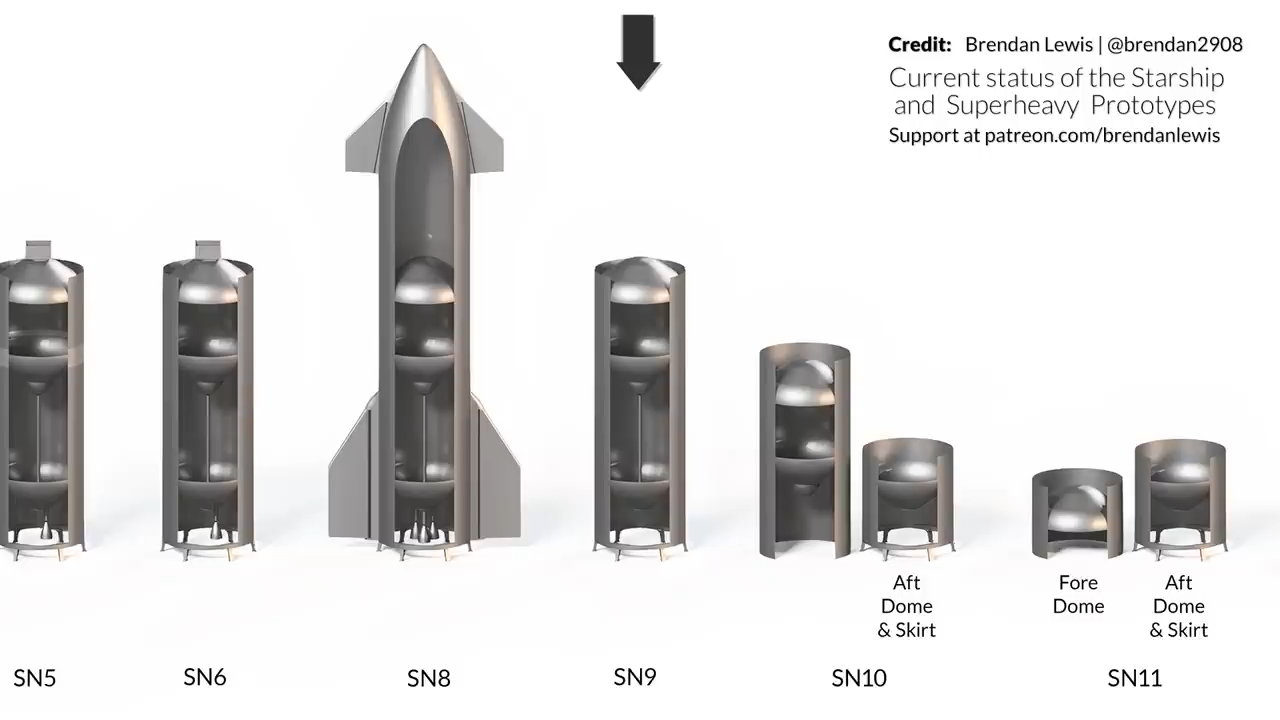 Credit: Brendan Lewis | @brendan2908
Current status of the Starship
and Superheavy Prototypes
Support at patreon.com/brendanlewis
Aft
Dome
& Skirt
Fore
Dome
Aft
Dome
& Skirt
SN5
SN6
SN8
SN9
SN10
SN11